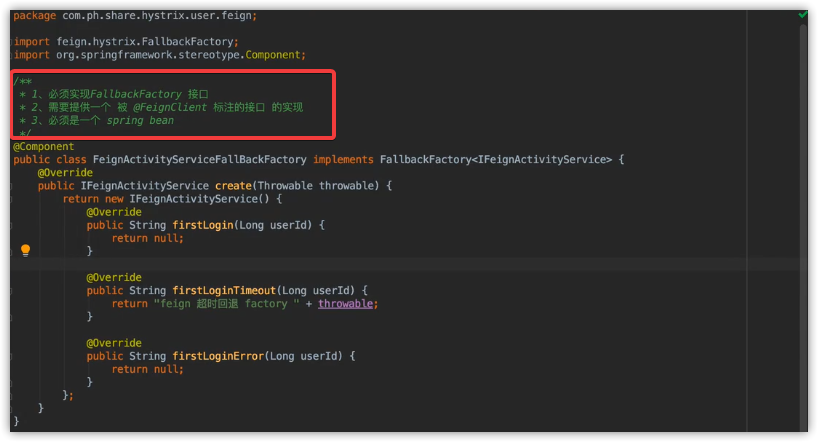 package com.ph.share.hystrix.user.feign;
import feign.hystrix.FallbackFactory;
import org.springframework.stereotype.Component;
/**
 * 1、必须实现FallbackFactory 接口
 * 2、需要提供一个 被 @FeignClient 标注的接口 的实现
 * 3、必须是一个 spring bean
 */
@Component
public class FeignActivityServiceFallBackFactory implements FallbackFactory<IFeignActivityService> {
    @Override
    public IFeignActivityService create(Throwable throwable) {
        return new IFeignActivityService() {
            @Override
            public String firstLogin(Long userId) {
                return null;
            }
            @Override
            public String firstLoginTimeout(Long userId) {
                return "feign 超时回退 factory " + throwable;
            }
            @Override
            public String firstLoginError(Long userId) {
                return null;
            }
        };
    }
}